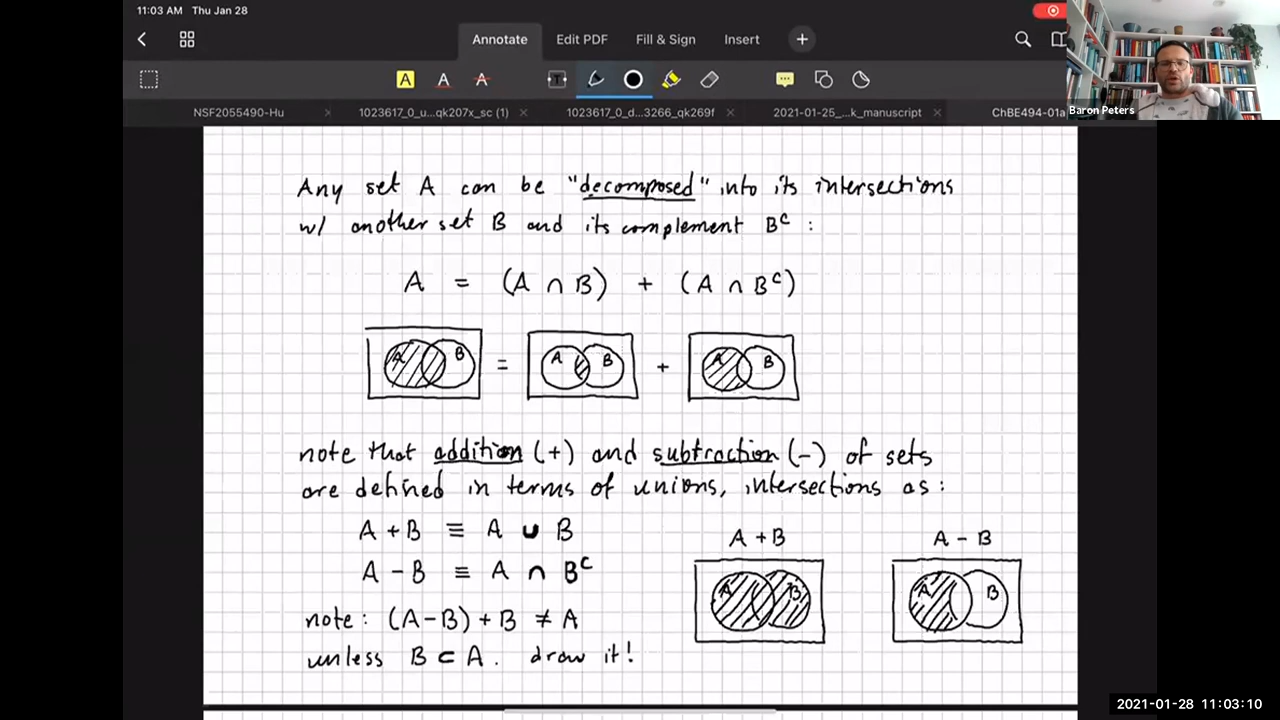 11:03 AM Thu Jan 28
Annotate Edit PDF Fill & Sign Insert
A A A T
NSF2055490-Hu × 1023617_0_u...qk207x_sc (1) × 1023617_0_d...3266_qk269f × 2021-01-25_...k_manuscript × ChBE494-01a
Baron Peters
Any set A can be "decomposed" into its intersections
w/ another set B and its complement Bᶜ :
A = (A ∩ B) + (A ∩ Bᶜ)
A B = A B + A B
note that addition (+) and subtraction (-) of sets
are defined in terms of unions, intersections as:
A + B ≡ A ∪ B
A - B ≡ A ∩ Bᶜ
note: (A-B) + B ≠ A
unless B ⊂ A. draw it!
A + B
A B
A - B
A B
2021-01-28 11:03:10